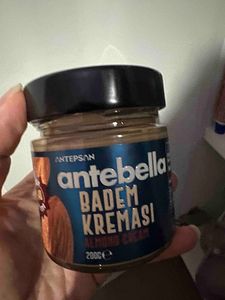 ANTEPSAN
antebella
BADEM
KREMASI
ALMOND CREAM
200G℮